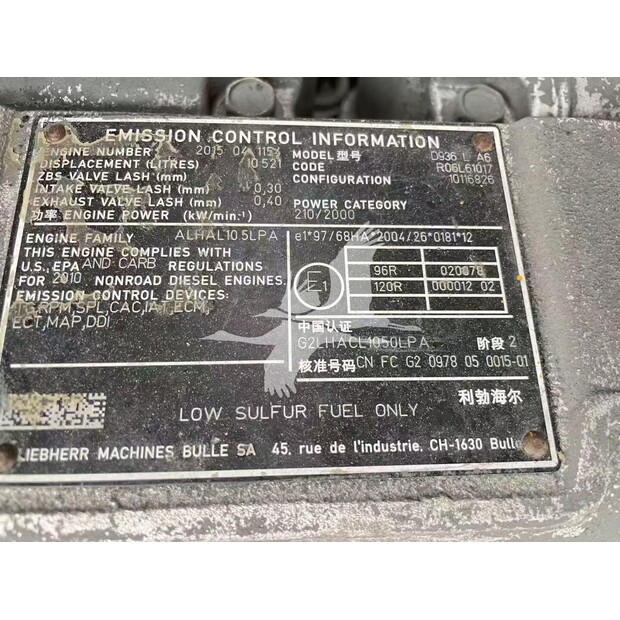 EMISSION CONTROL INFORMATION
ENGINE NUMBER 2015 04 1153
DISPLACEMENT (LITRES) 10.521
ZBS VALVE LASH (mm)
INTAKE VALVE LASH (mm) 0,30
EXHAUST VALVE LASH (mm) 0,40
功率 ENGINE POWER (kW/min⁻¹)
MODEL 型号 D936 L A6
CODE R06L61017
CONFIGURATION 10116826
POWER CATEGORY
210/2000
ENGINE FAMILY ALHAL10.5LPA
THIS ENGINE COMPLIES WITH
U.S. EPA AND CARB REGULATIONS
FOR 2010 NONROAD DIESEL ENGINES.
EMISSION CONTROL DEVICES:
RPM,SPL,CAC,IAT,ECM,
ECT,MAP,DDI
e1*97/68HA*2004/26*0181*12
E1
96R 020078
120R 000012 02
中国认证
G2LHACL1050LPA 阶段 2
核准号码 CN FC G2 0978 05 0015-01
利勃海尔
LOW SULFUR FUEL ONLY
LIEBHERR MACHINES BULLE SA 45, rue de l'industrie, CH-1630 Bulle